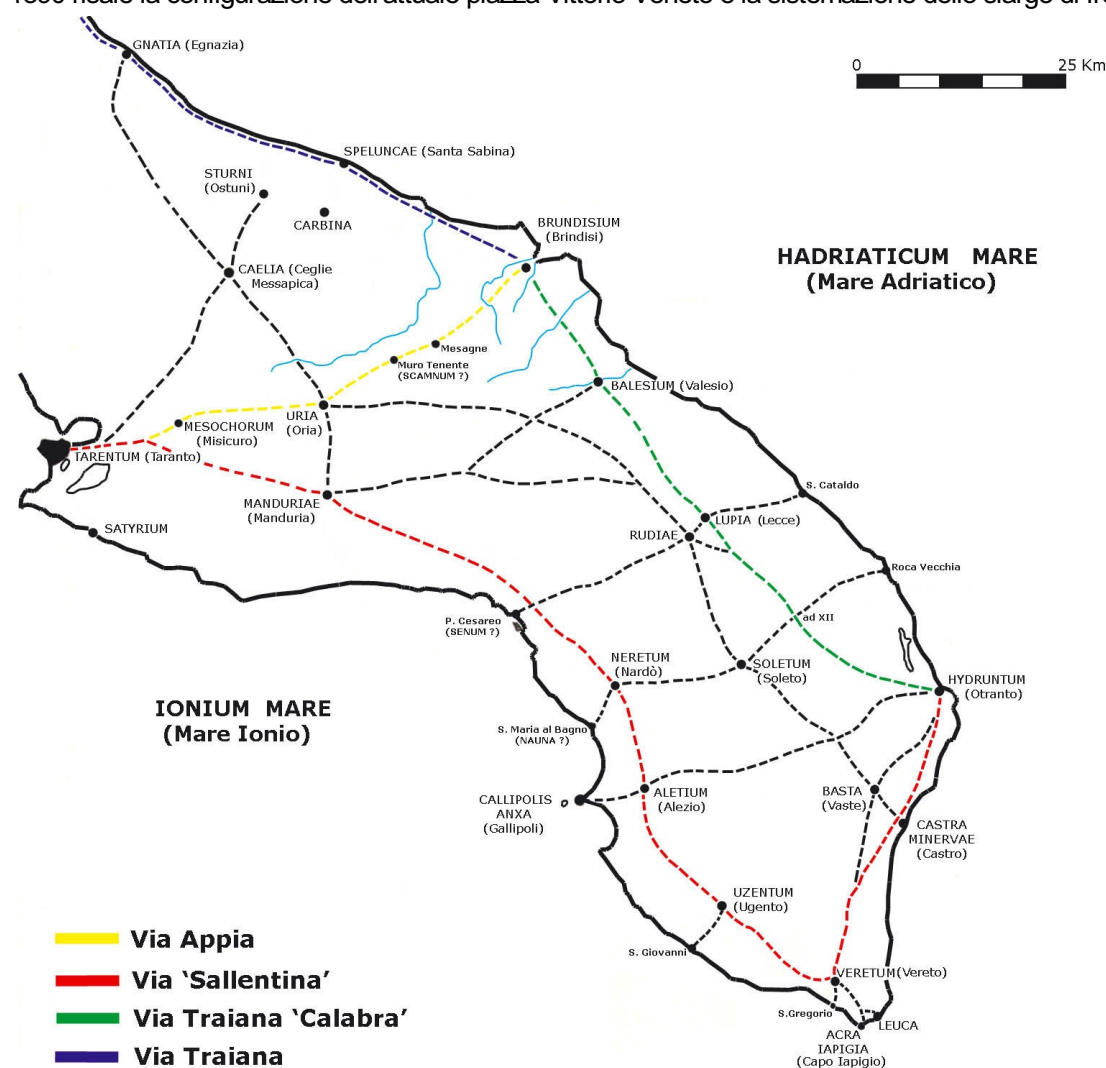 GNATIA (Egnazia)
0 25 Km
SPELUNCAE (Santa Sabina)
STURNI
(Ostuni)
CARBINA
BRUNDISIUM
(Brindisi)
HADRIATICUM MARE
(Mare Adriatico)
CAELIA (Ceglie
Messapica)
Mesagne
Muro Tenente
(SCAMNUM ?)
BALESIUM (Valesio)
URIA
(Oria)
MESOCHORUM
(Misicuro)
TARENTUM (Taranto)
MANDURIAE
(Manduria)
S. Cataldo
LUPIA (Lecce)
SATYRIUM
RUDIAE
Roca Vecchia
P. Cesareo
(SENUM ?)
ad XII
NERETUM
(Nardò)
SOLETUM
(Soleto)
HYDRUNTUM
(Otranto)
IONIUM MARE
(Mare Ionio)
S. Maria al Bagno
(NAUNA ?)
CALLIPOLIS
ANXA
(Gallipoli)
ALETIUM
(Alezio)
BASTA
(Vaste)
CASTRA
MINERVAE
(Castro)
UZENTUM
(Ugento)
S. Giovanni
VERETUM (Vereto)
S.Gregorio
LEUCA
ACRA
IAPIGIA
(Capo Iapigio)
Via Appia
Via ‘Sallentina’
Via Traiana ‘Calabra’
Via Traiana